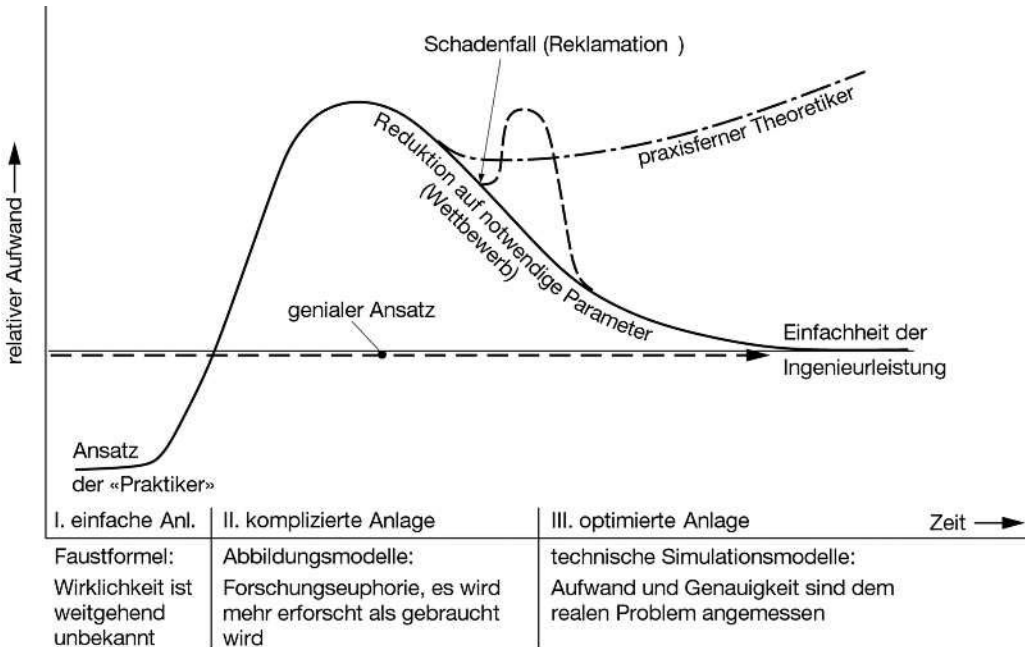 Schadenfall (Reklamation )
praxisferner Theoretiker
Reduktion auf notwendige Parameter
(Wettbewerb)
relativer Aufwand
genialer Ansatz
Einfachheit der
Ingenieurleistung
Ansatz
der «Praktiker»
I. einfache Anl.
II. komplizierte Anlage
III. optimierte Anlage
Zeit
Faustformel:
Wirklichkeit ist
weitgehend
unbekannt
Abbildungsmodelle:
Forschungseuphorie, es wird
mehr erforscht als gebraucht
wird
technische Simulationsmodelle:
Aufwand und Genauigkeit sind dem
realen Problem angemessen